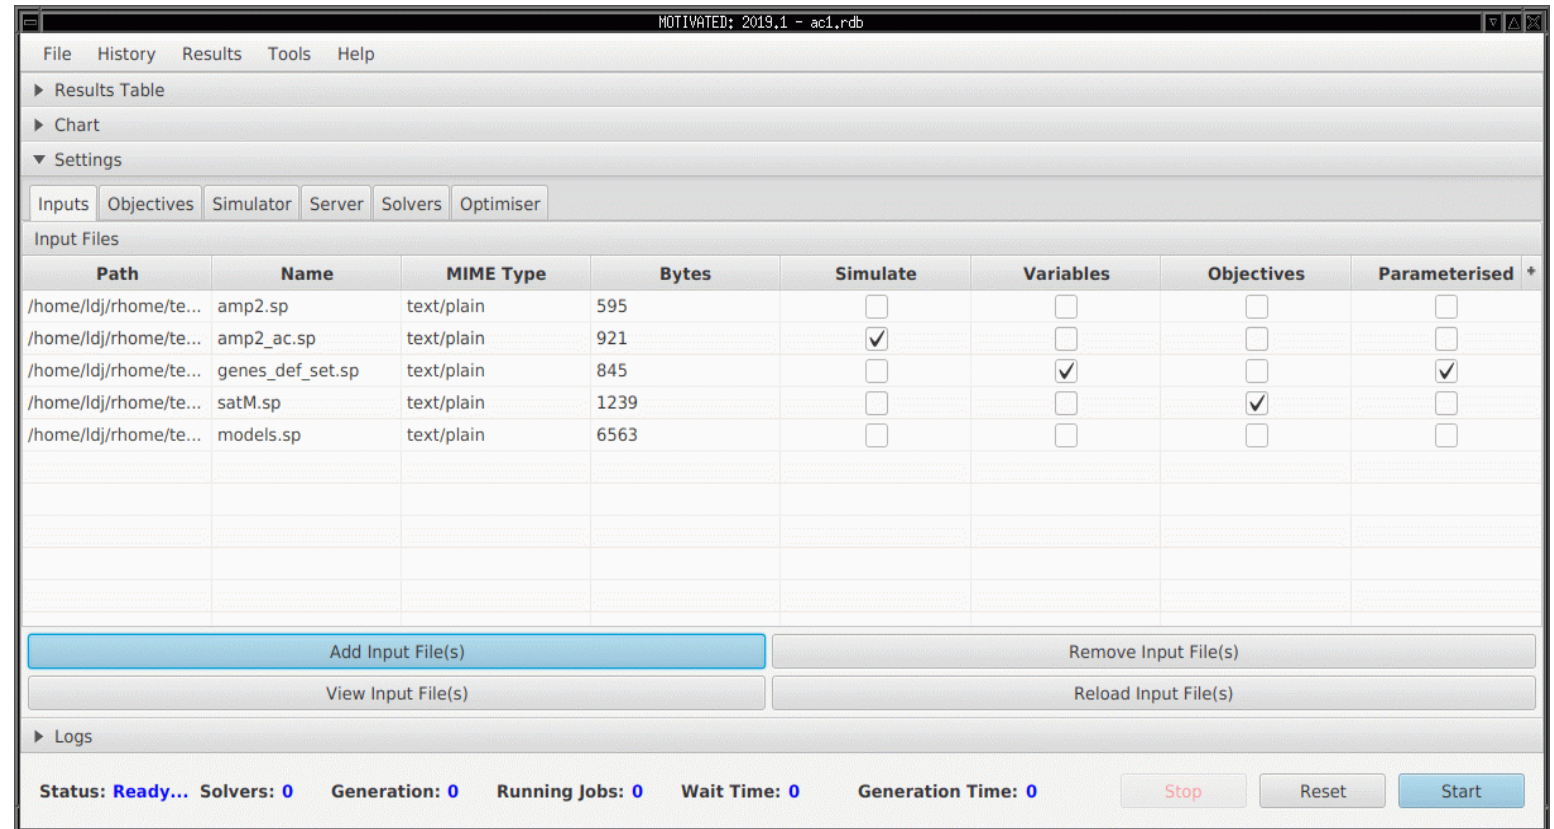 MOTIVATED: 2019.1 - ac1.rdb
File History Results Tools Help
Results Table
Chart
Settings
Inputs Objectives Simulator Server Solvers Optimiser
Input Files
Path Name MIME Type Bytes Simulate Variables Objectives Parameterised +
/home/ldj/rhome/te... amp2.sp text/plain 595
/home/ldj/rhome/te... amp2_ac.sp text/plain 921
/home/ldj/rhome/te... genes_def_set.sp text/plain 845
/home/ldj/rhome/te... satM.sp text/plain 1239
/home/ldj/rhome/te... models.sp text/plain 6563
Add Input File(s) Remove Input File(s)
View Input File(s) Reload Input File(s)
Logs
Status: Ready... Solvers: 0 Generation: 0 Running Jobs: 0 Wait Time: 0 Generation Time: 0 Stop Reset Start